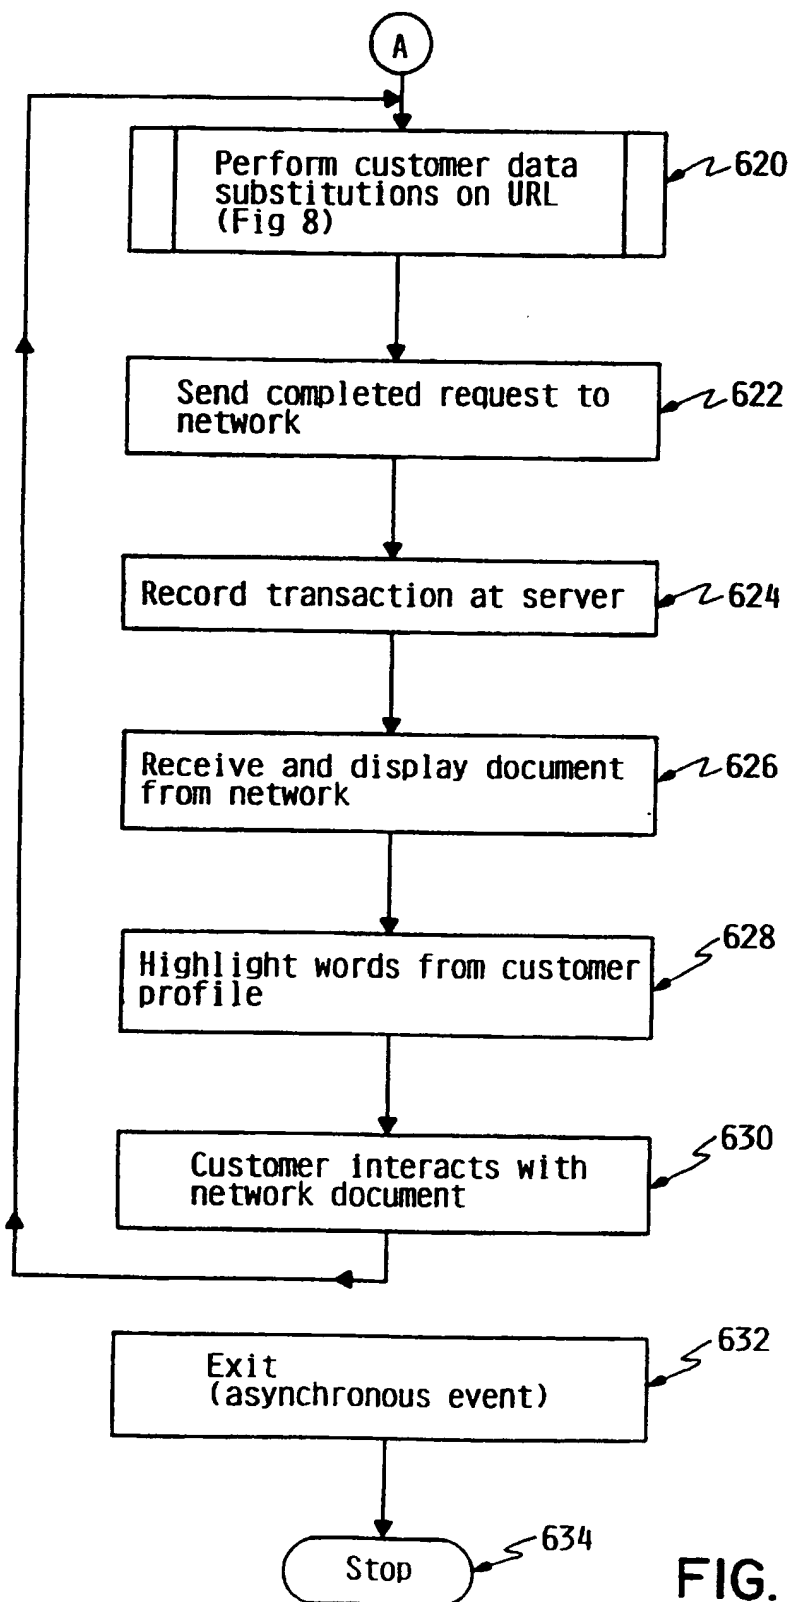 A
Perform customer data
substitutions on URL
(Fig 8)
620
Send completed request to
network
622
Record transaction at server
624
Receive and display document
from network
626
Highlight words from customer
profile
628
Customer interacts with
network document
630
Exit
(asynchronous event)
632
Stop
634
FIG.